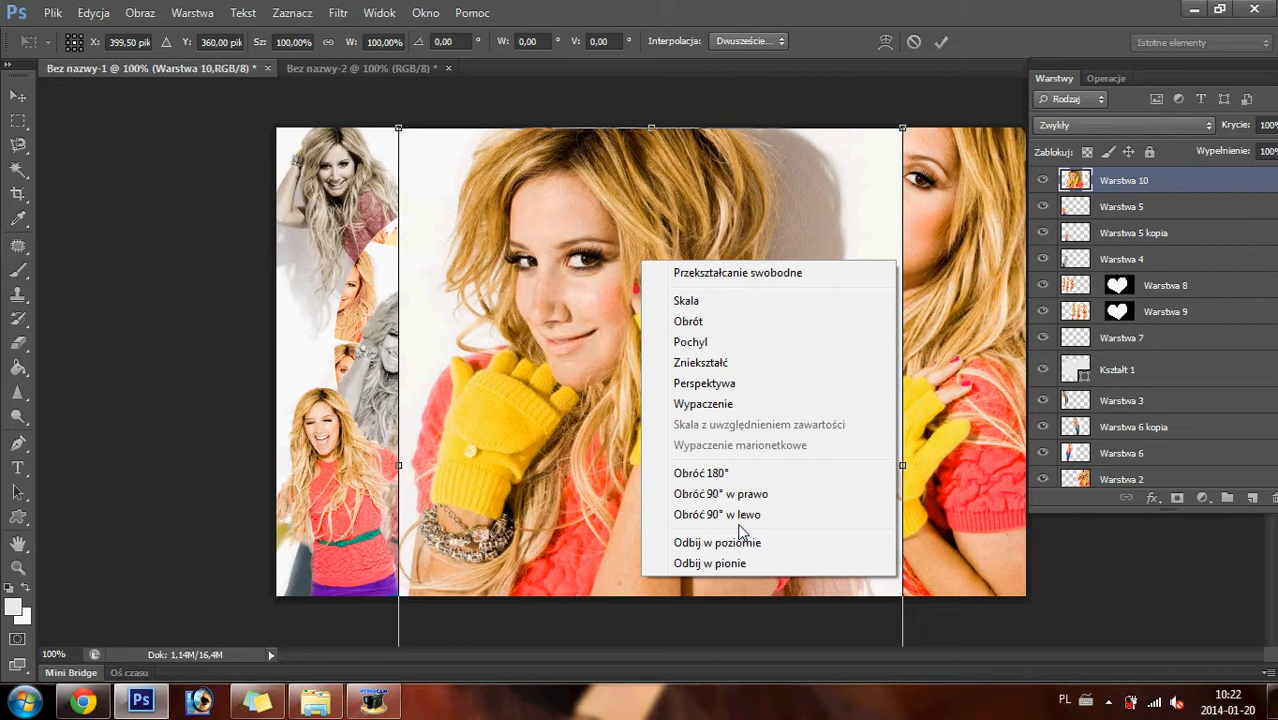 Ps Plik Edycja Obraz Warstwa Tekst Zaznacz Filtr Widok Okno Pomoc
X: 399,50 pik Y: 360,00 pik Sz: 100,00% W: 100,00% 0,00 ° W: 0,00 ° V: 0,00 ° Interpolacja: Dwuszeście... Istotne elementy
Bez nazwy-1 @ 100% (Warstwa 10,RGB/8) * × Bez nazwy-2 @ 100% (RGB/8) * ×
Warstwy Operacje
Rodzaj
Zwykły Krycie: 100%
Zablokuj: Wypełnienie: 100%
Warstwa 10
Warstwa 5
Warstwa 5 kopia
Warstwa 4
Warstwa 8
Warstwa 9
Warstwa 7
Kształt 1
Warstwa 3
Warstwa 6 kopia
Warstwa 6
Warstwa 2
Przekształcanie swobodne
Skala
Obrót
Pochyl
Zniekształć
Perspektywa
Wypaczenie
Skala z uwzględnieniem zawartości
Wypaczenie marionetkowe
Obróć 180°
Obróć 90° w prawo
Obróć 90° w lewo
Odbij w poziomie
Odbij w pionie
100% Dok: 1,14M/16,4M
Mini Bridge Oś czasu
Ps HYPERCAM PL 10:22
2014-01-20